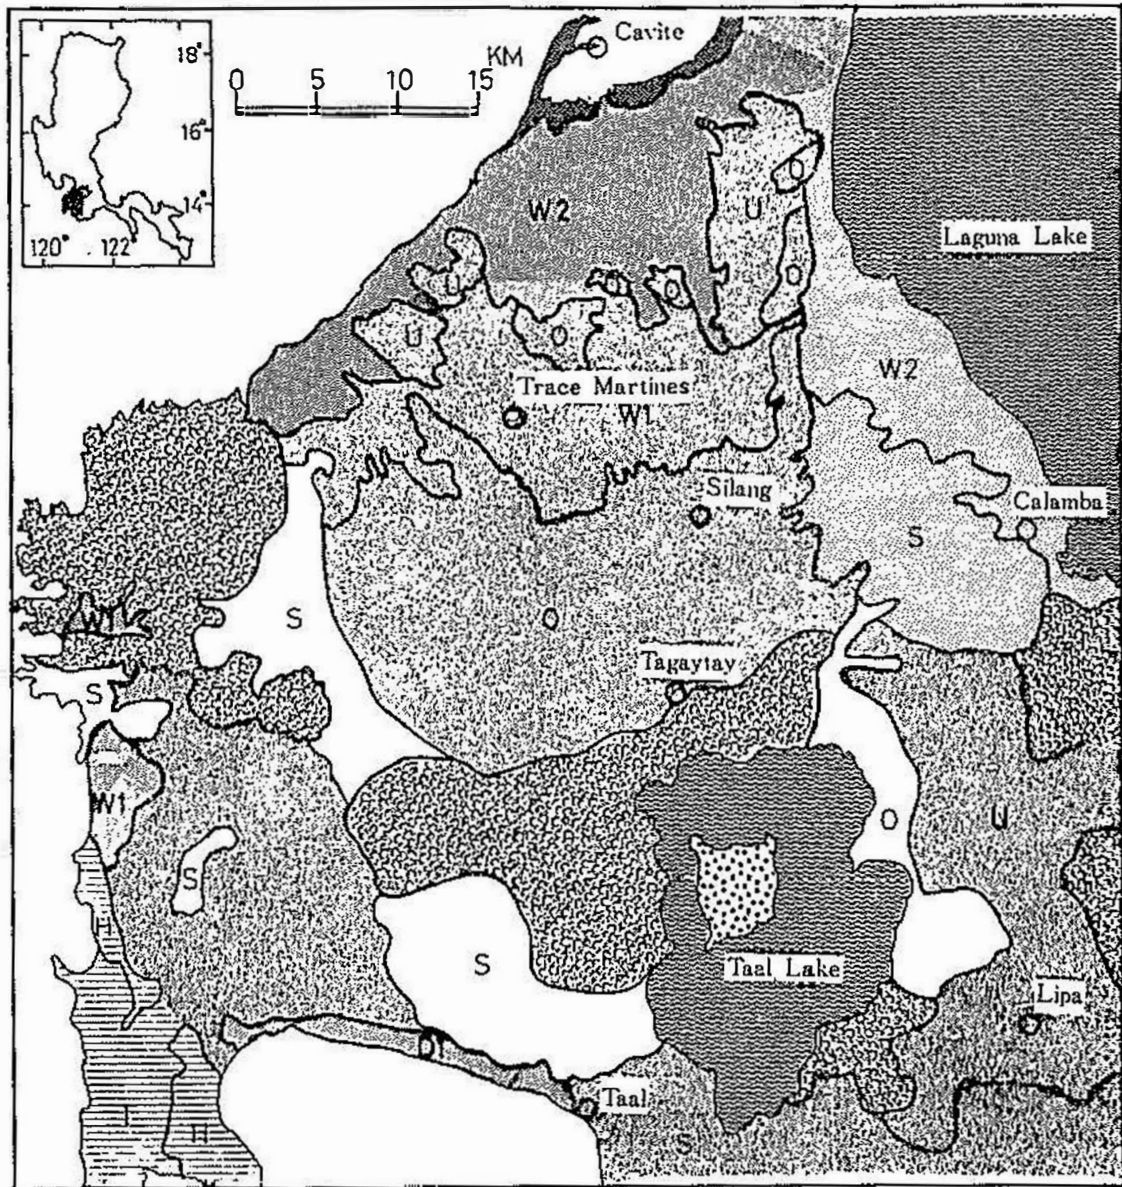 Cavite
KM
0 5 10 15
18°
16°
14°
120° 122°
W2
U
O
O
Laguna Lake
U
O
O
U
O
W2
Trace Martines
W1
Silang
Calamba
S
W1
S
O
Tagaytay
S
W1
O
U
S
H
S
Taal Lake
Lipa
Taal
I
H
S